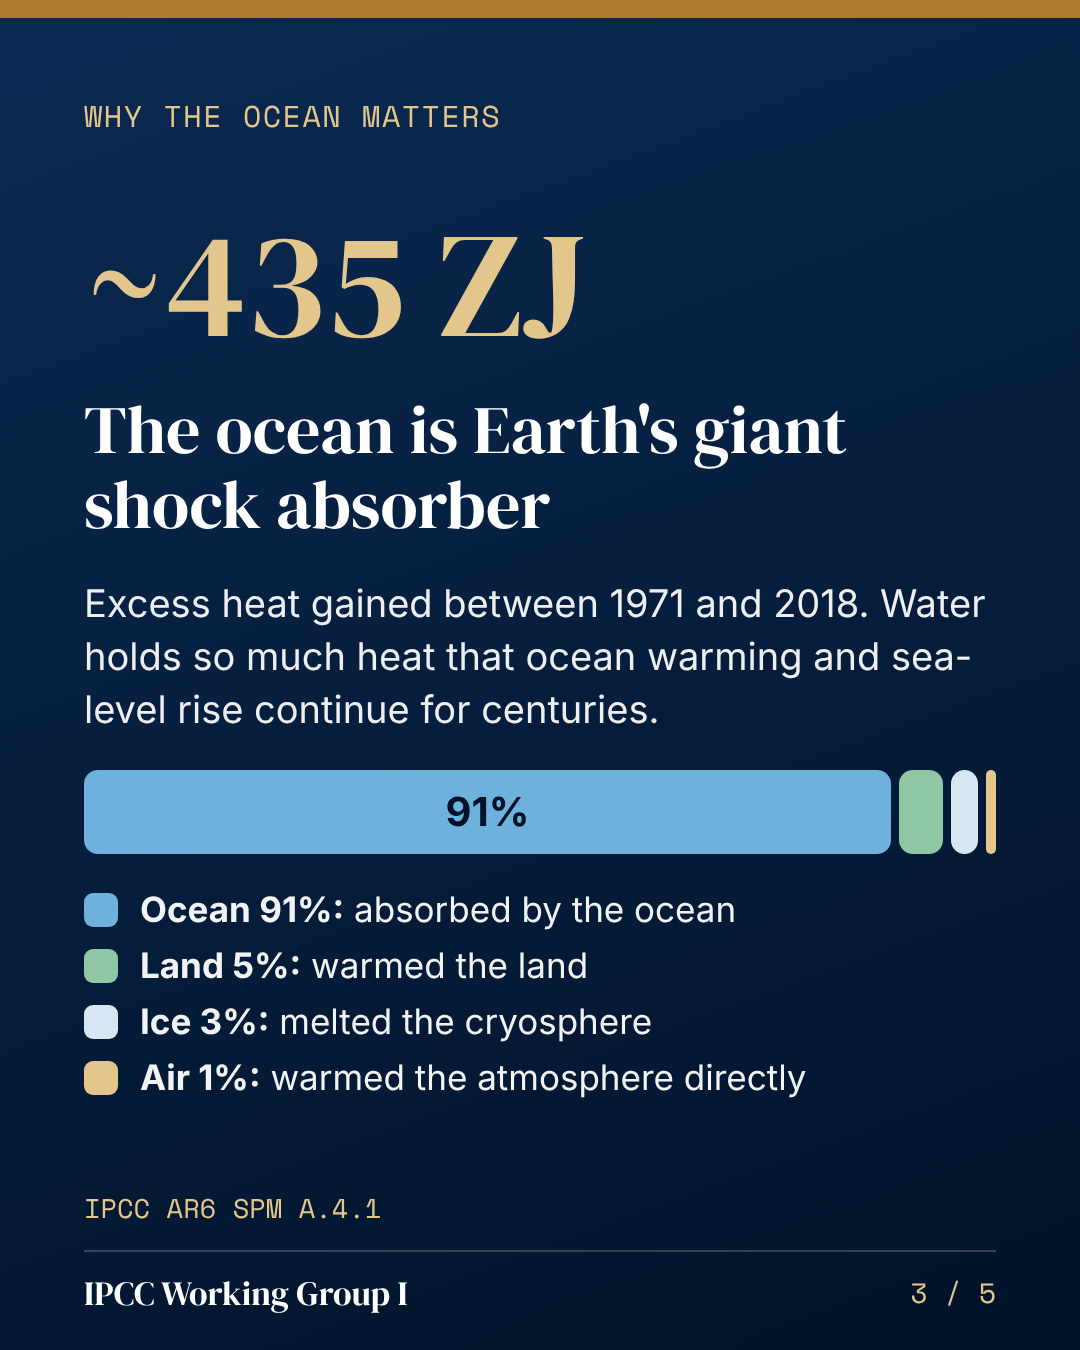 WHY THE OCEAN MATTERS
~435 ZJ
The ocean is Earth's giant
shock absorber
Excess heat gained between 1971 and 2018. Water
holds so much heat that ocean warming and sea-
level rise continue for centuries.
91%
Ocean 91%: absorbed by the ocean
Land 5%: warmed the land
Ice 3%: melted the cryosphere
Air 1%: warmed the atmosphere directly
IPCC AR6 SPM A.4.1
IPCC Working Group I
3 / 5